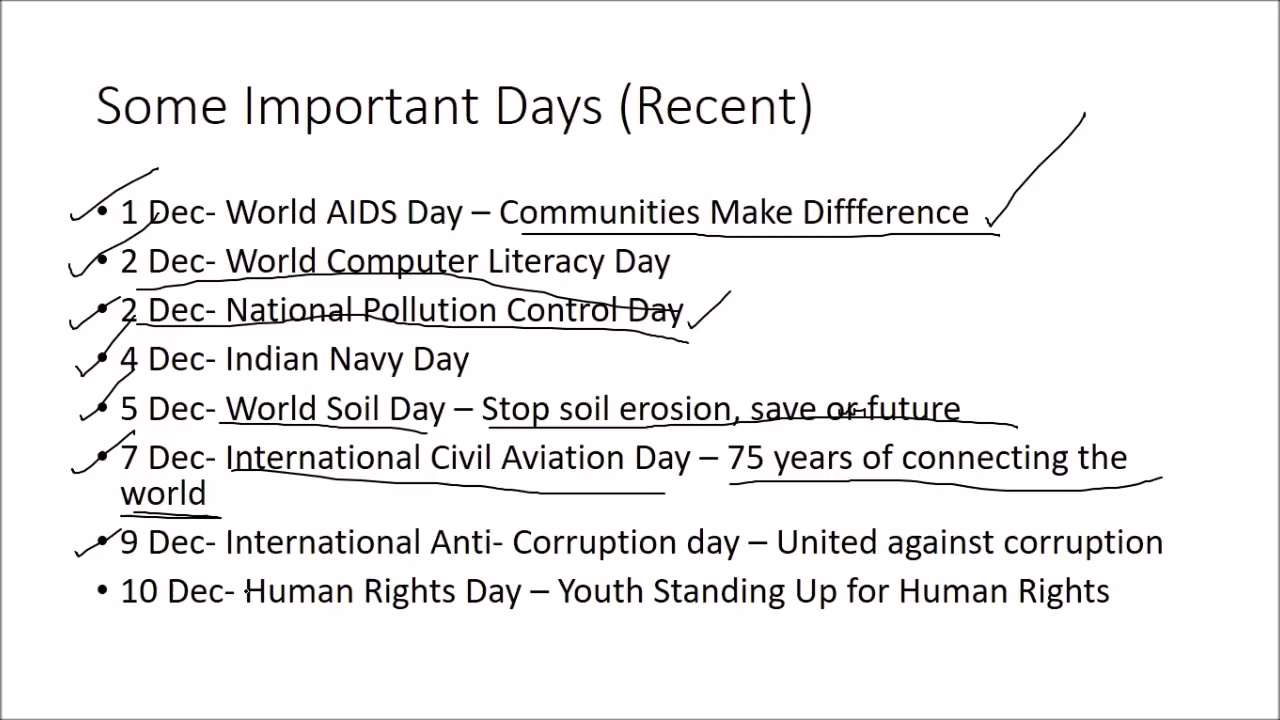 Some Important Days (Recent)
• 1 Dec- World AIDS Day – Communities Make Diffference
• 2 Dec- World Computer Literacy Day
• 2 Dec- National Pollution Control Day
• 4 Dec- Indian Navy Day
• 5 Dec- World Soil Day – Stop soil erosion, save or future
• 7 Dec- International Civil Aviation Day – 75 years of connecting the
world
• 9 Dec- International Anti- Corruption day – United against corruption
• 10 Dec- Human Rights Day – Youth Standing Up for Human Rights